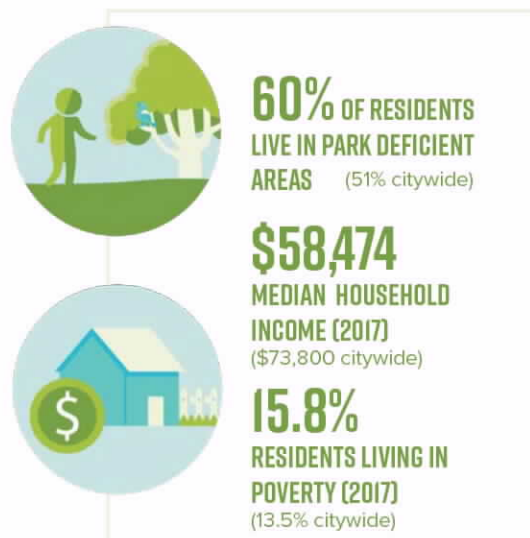 60% OF RESIDENTS
LIVE IN PARK DEFICIENT
AREAS (51% citywide)
$58,474
MEDIAN HOUSEHOLD
INCOME (2017)
($73,800 citywide)
15.8%
RESIDENTS LIVING IN
POVERTY (2017)
(13.5% citywide)
$